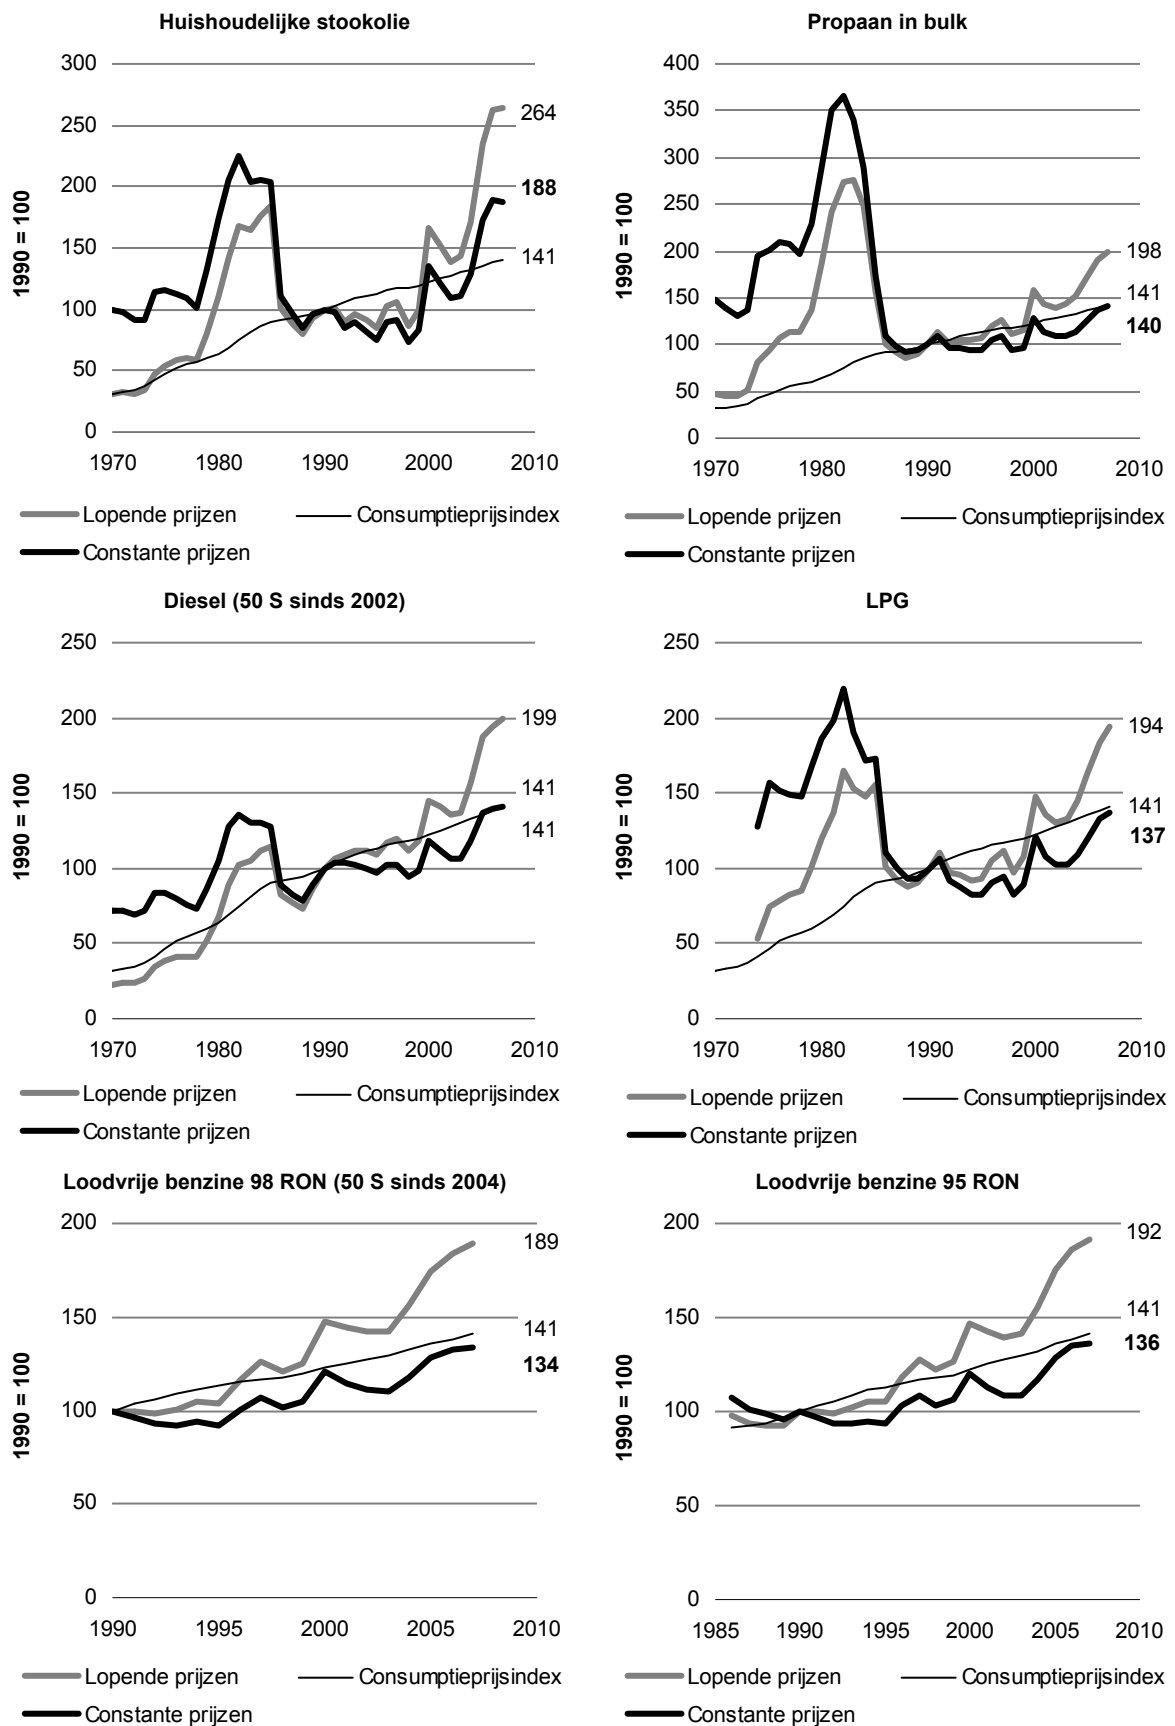 Huishoudelijke stookolie
1990 = 100
300
250
200
150
100
50
0
264
188
141
1970 1980 1990 2000 2010
Lopende prijzen Consumptieprijsindex
Constante prijzen
Propaan in bulk
1990 = 100
400
350
300
250
200
150
100
50
0
198
141
140
1970 1980 1990 2000 2010
Lopende prijzen Consumptieprijsindex
Constante prijzen
Diesel (50 S sinds 2002)
1990 = 100
250
200
150
100
50
0
199
141
141
1970 1980 1990 2000 2010
Lopende prijzen Consumptieprijsindex
Constante prijzen
LPG
1990 = 100
250
200
150
100
50
0
194
141
137
1970 1980 1990 2000 2010
Lopende prijzen Consumptieprijsindex
Constante prijzen
Loodvrije benzine 98 RON (50 S sinds 2004)
1990 = 100
200
150
100
50
0
189
141
134
1990 1995 2000 2005 2010
Lopende prijzen Consumptieprijsindex
Constante prijzen
Loodvrije benzine 95 RON
1990 = 100
200
150
100
50
0
192
141
136
1985 1990 1995 2000 2005 2010
Lopende prijzen Consumptieprijsindex
Constante prijzen